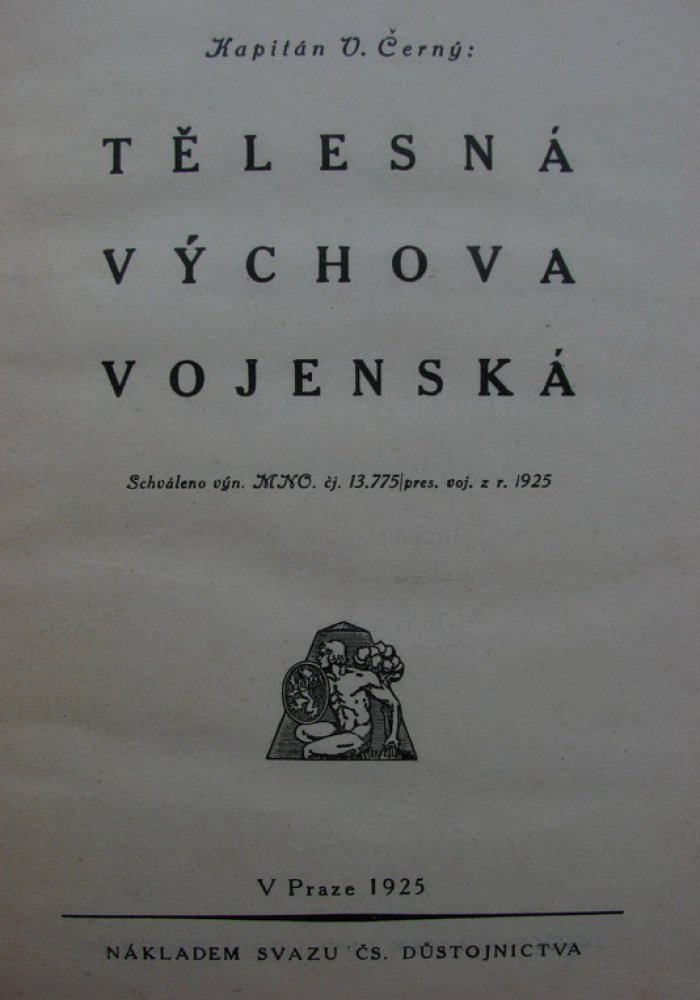 Kapitán V. Černý:
TĚLESNÁ
VÝCHOVA
VOJENSKÁ
Schváleno výn. MNO. čj. 13.775/pres. voj. z r. 1925
V Praze 1925
NÁKLADEM SVAZU ČS. DŮSTOJNICTVA